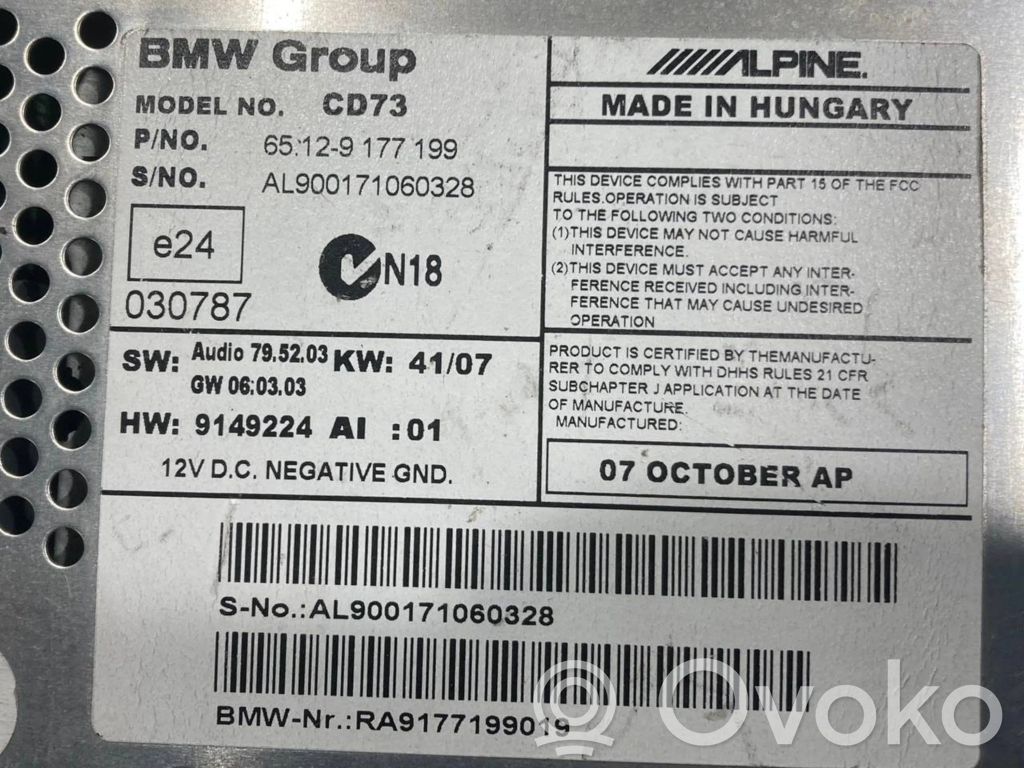 BMW Group
MODEL NO. CD73
P/NO. 65.12-9 177 199
S/NO. AL900171060328
e24
N18
030787
SW: Audio 79.52.03 KW: 41/07
GW 06.03.03
HW: 9149224 AI :01
12V D.C. NEGATIVE GND.
ALPINE.
MADE IN HUNGARY
THIS DEVICE COMPLIES WITH PART 15 OF THE FCC
RULES.OPERATION IS SUBJECT
TO THE FOLLOWING TWO CONDITIONS:
(1)THIS DEVICE MAY NOT CAUSE HARMFUL
INTERFERENCE.
(2)THIS DEVICE MUST ACCEPT ANY INTER-
FERENCE RECEIVED INCLUDING INTER-
FERENCE THAT MAY CAUSE UNDESIRED
OPERATION
PRODUCT IS CERTIFIED BY THEMANUFACTU-
RER TO COMPLY WITH DHHS RULES 21 CFR
SUBCHAPTER J APPLICATION AT THE DATE
OF MANUFACTURE.
MANUFACTURED:
07 OCTOBER AP
S-No.:AL900171060328
BMW-Nr.:RA9177199019
Ovoko